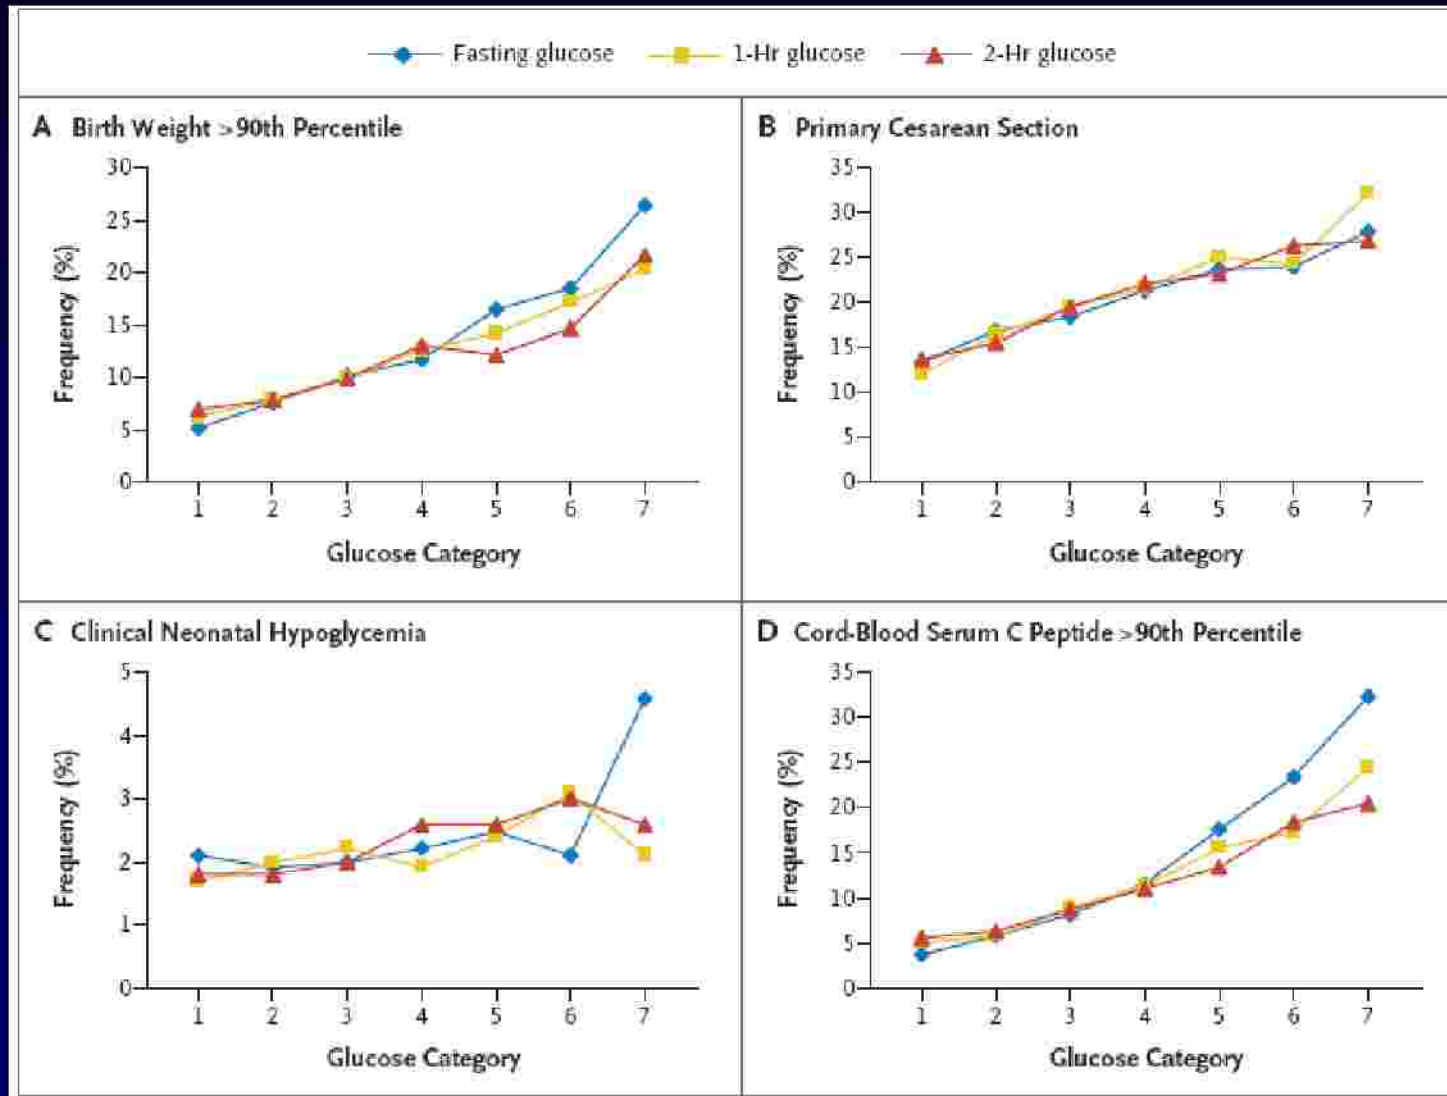 Fasting glucose 1-Hr glucose 2-Hr glucose
A Birth Weight >90th Percentile
30
25
20
15
10
5
0
Frequency (%)
1 2 3 4 5 6 7
Glucose Category
B Primary Cesarean Section
35
30
25
20
15
10
5
0
Frequency (%)
1 2 3 4 5 6 7
Glucose Category
C Clinical Neonatal Hypoglycemia
5
4
3
2
1
0
Frequency (%)
1 2 3 4 5 6 7
Glucose Category
D Cord-Blood Serum C Peptide >90th Percentile
35
30
25
20
15
10
5
0
Frequency (%)
1 2 3 4 5 6 7
Glucose Category